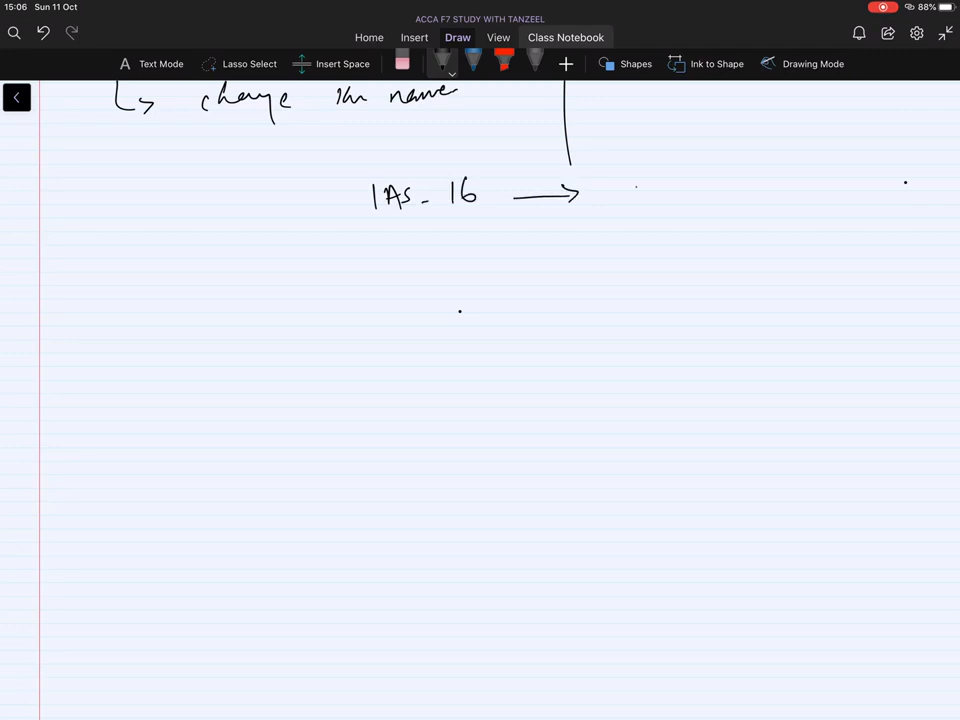 15:06 Sun 11 Oct
88%
ACCA F7 STUDY WITH TANZEEL
Home Insert Draw View Class Notebook
Text Mode Lasso Select Insert Space Shapes Ink to Shape Drawing Mode
change the name
IAS - 16 →